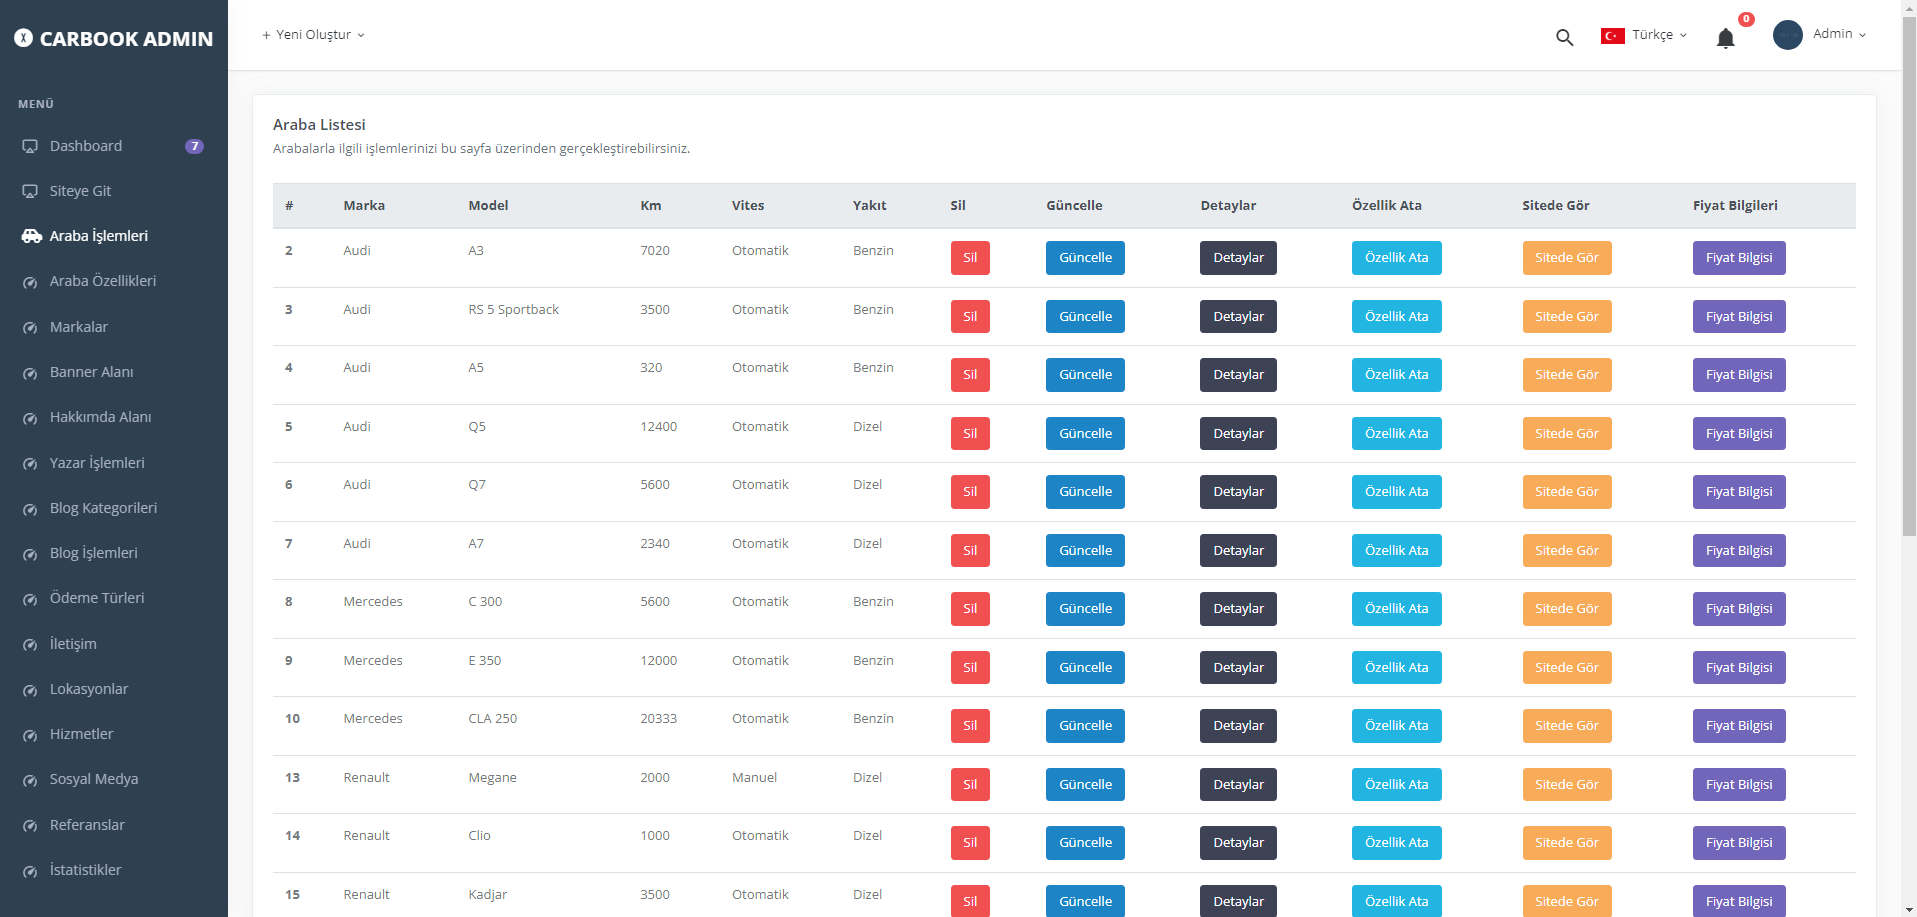 CARBOOK ADMIN
+ Yeni Oluştur
Türkçe
0
Admin
MENÜ
Dashboard 7
Siteye Git
Araba İşlemleri
Araba Özellikleri
Markalar
Banner Alanı
Hakkımda Alanı
Yazar İşlemleri
Blog Kategorileri
Blog İşlemleri
Ödeme Türleri
İletişim
Lokasyonlar
Hizmetler
Sosyal Medya
Referanslar
İstatistikler
Araba Listesi
Arabalarla ilgili işlemlerinizi bu sayfa üzerinden gerçekleştirebilirsiniz.
# Marka Model Km Vites Yakıt Sil Güncelle Detaylar Özellik Ata Sitede Gör Fiyat Bilgileri
2 Audi A3 7020 Otomatik Benzin Sil Güncelle Detaylar Özellik Ata Sitede Gör Fiyat Bilgisi
3 Audi RS 5 Sportback 3500 Otomatik Benzin Sil Güncelle Detaylar Özellik Ata Sitede Gör Fiyat Bilgisi
4 Audi A5 320 Otomatik Benzin Sil Güncelle Detaylar Özellik Ata Sitede Gör Fiyat Bilgisi
5 Audi Q5 12400 Otomatik Dizel Sil Güncelle Detaylar Özellik Ata Sitede Gör Fiyat Bilgisi
6 Audi Q7 5600 Otomatik Dizel Sil Güncelle Detaylar Özellik Ata Sitede Gör Fiyat Bilgisi
7 Audi A7 2340 Otomatik Dizel Sil Güncelle Detaylar Özellik Ata Sitede Gör Fiyat Bilgisi
8 Mercedes C 300 5600 Otomatik Benzin Sil Güncelle Detaylar Özellik Ata Sitede Gör Fiyat Bilgisi
9 Mercedes E 350 12000 Otomatik Benzin Sil Güncelle Detaylar Özellik Ata Sitede Gör Fiyat Bilgisi
10 Mercedes CLA 250 20333 Otomatik Benzin Sil Güncelle Detaylar Özellik Ata Sitede Gör Fiyat Bilgisi
13 Renault Megane 2000 Manuel Dizel Sil Güncelle Detaylar Özellik Ata Sitede Gör Fiyat Bilgisi
14 Renault Clio 1000 Otomatik Dizel Sil Güncelle Detaylar Özellik Ata Sitede Gör Fiyat Bilgisi
15 Renault Kadjar 3500 Otomatik Dizel Sil Güncelle Detaylar Özellik Ata Sitede Gör Fiyat Bilgisi